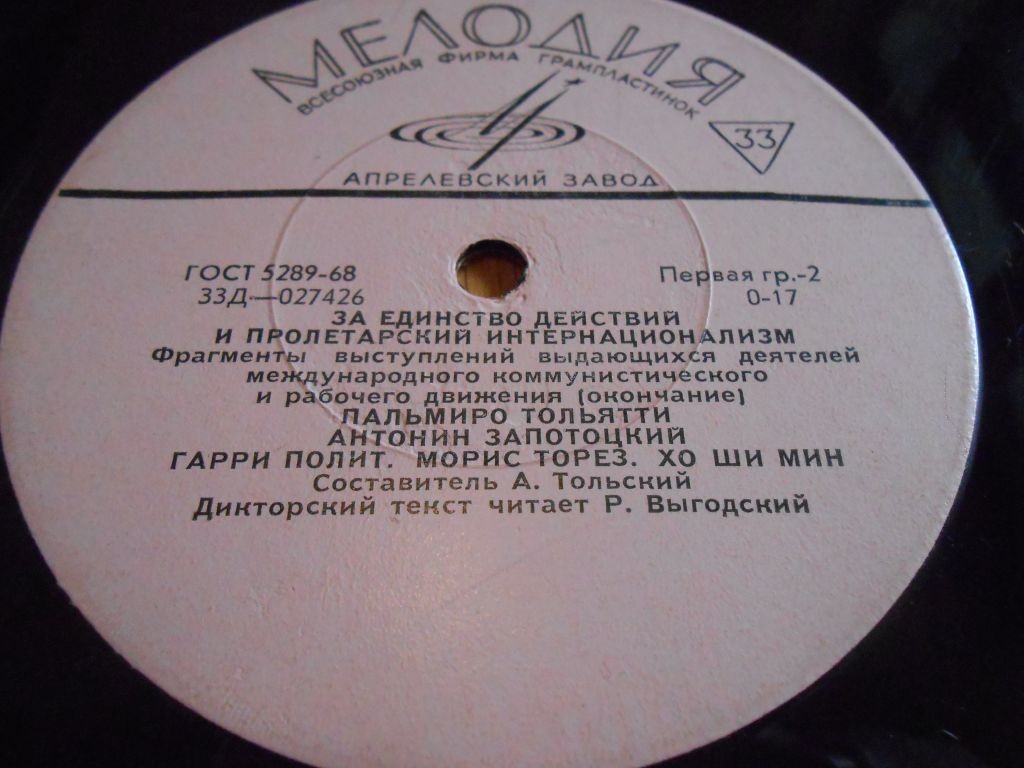 МЕЛОДИЯ
ВСЕСОЮЗНАЯ ФИРМА ГРАМПЛАСТИНОК
33
АПРЕЛЕВСКИЙ ЗАВОД
ГОСТ 5289-68 Первая гр.-2
33Д—027426 0-17
ЗА ЕДИНСТВО ДЕЙСТВИЙ
И ПРОЛЕТАРСКИЙ ИНТЕРНАЦИОНАЛИЗМ
Фрагменты выступлений выдающихся деятелей
международного коммунистического
и рабочего движения (окончание)
ПАЛЬМИРО ТОЛЬЯТТИ
АНТОНИН ЗАПОТОЦКИЙ
ГАРРИ ПОЛИТ. МОРИС ТОРЕЗ. ХО ШИ МИН
Составитель А. Тольский
Дикторский текст читает Р. Выгодский